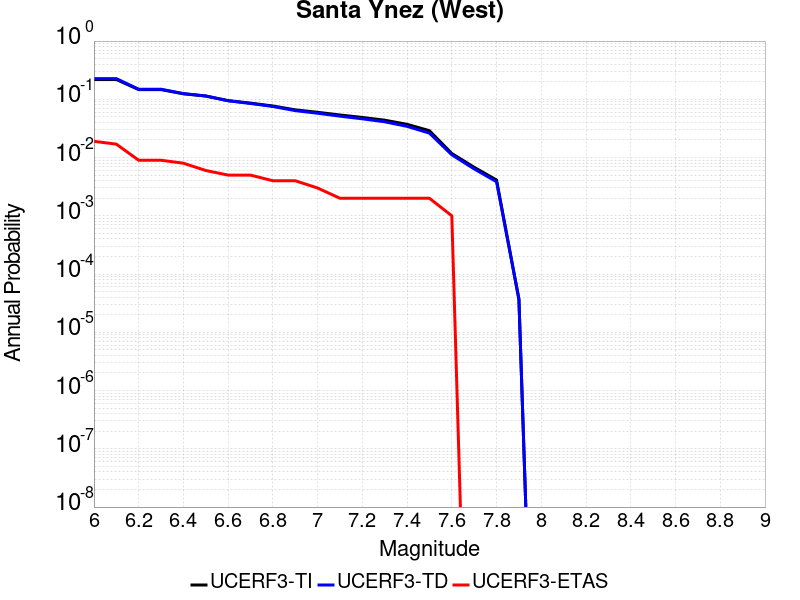 Santa Ynez (West)
10^0
10^-1
10^-2
10^-3
10^-4
10^-5
10^-6
10^-7
10^-8
Annual Probability
6 6.2 6.4 6.6 6.8 7 7.2 7.4 7.6 7.8 8 8.2 8.4 8.6 8.8 9
Magnitude
UCERF3-TI UCERF3-TD UCERF3-ETAS